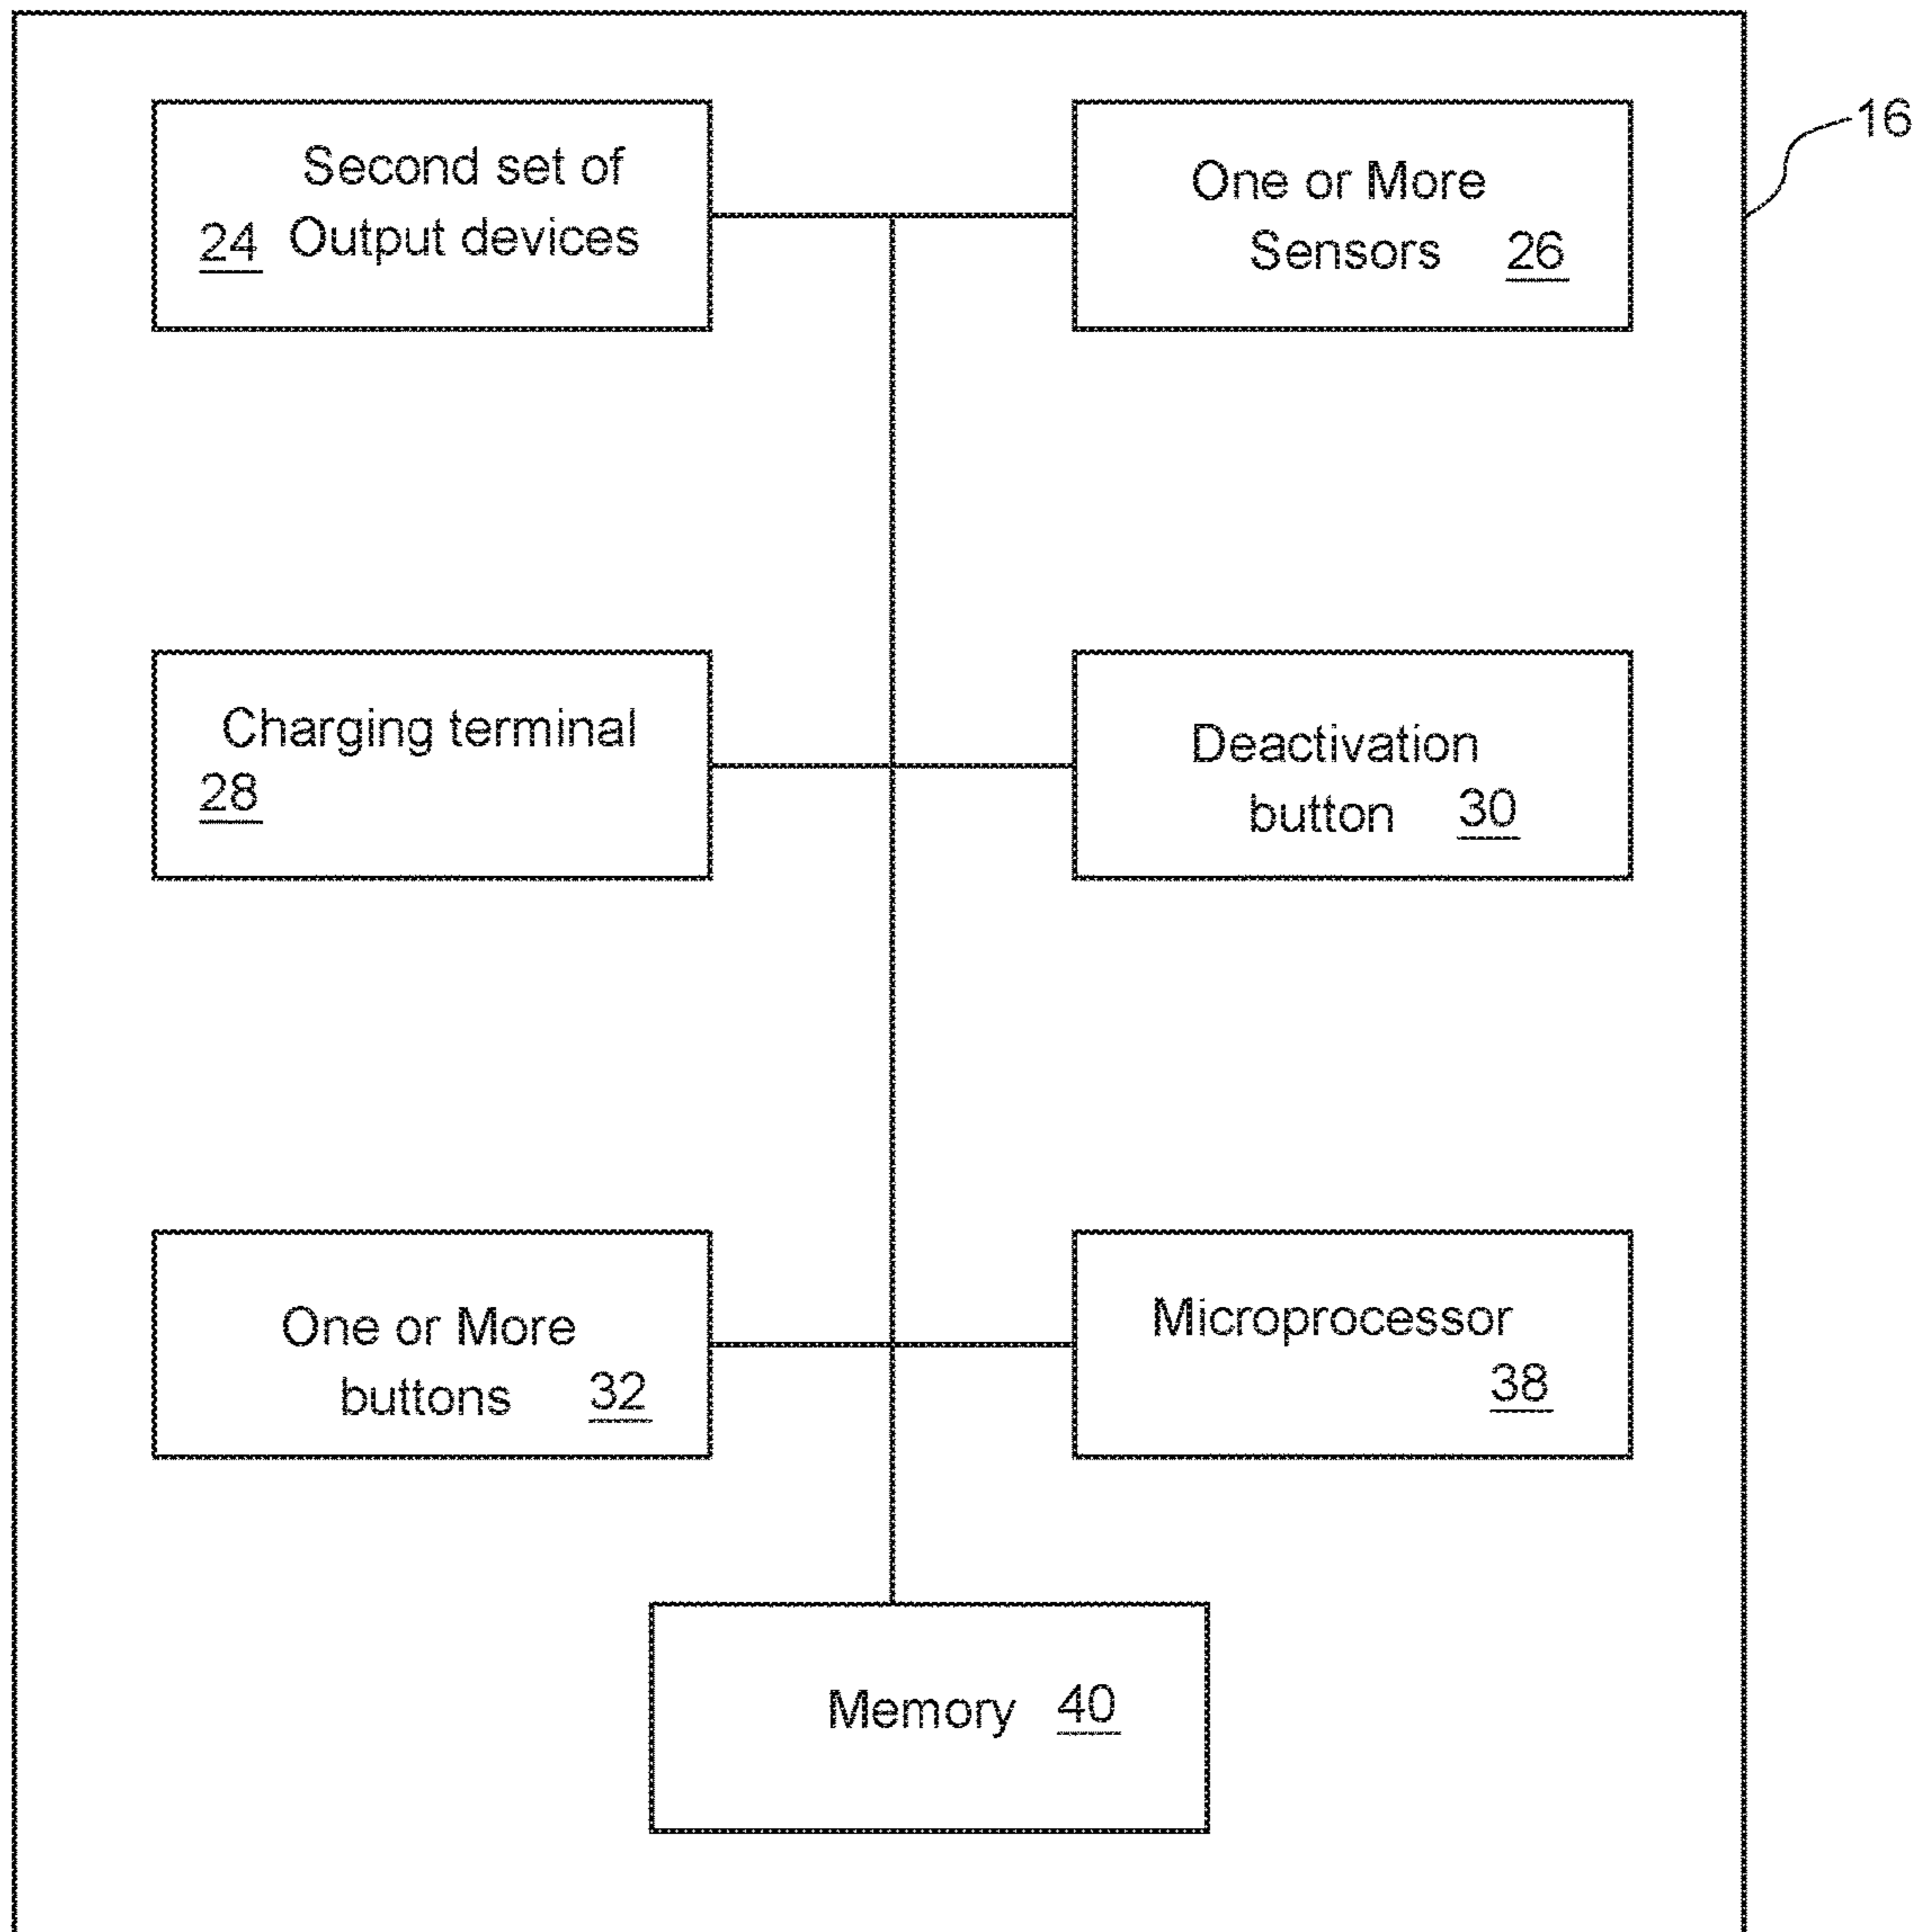 16
Second set of
24 Output devices
One or More
Sensors 26
Charging terminal
28
Deactivation
button 30
One or More
buttons 32
Microprocessor
38
Memory 40